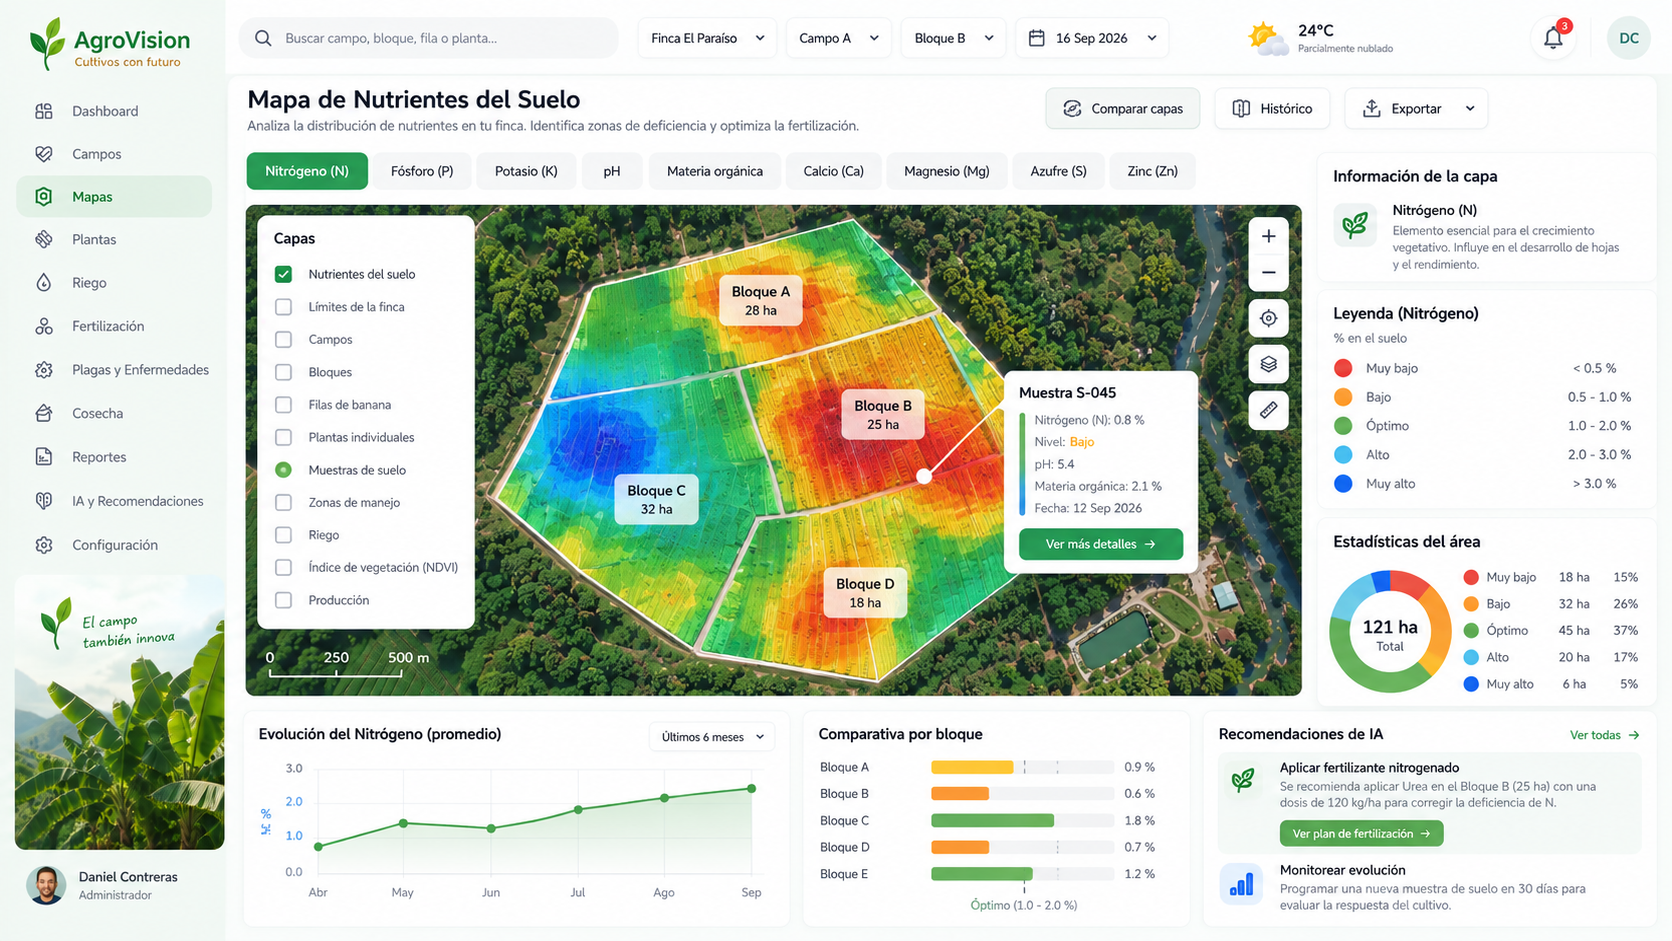 AgroVision
Cultivos con futuro
Buscar campo, bloque, fila o planta...
Finca El Paraíso
Campo A
Bloque B
16 Sep 2026
24°C
Parcialmente nublado
3
DC
Dashboard
Campos
Mapas
Plantas
Riego
Fertilización
Plagas y Enfermedades
Cosecha
Reportes
IA y Recomendaciones
Configuración
El campo
también innova
Daniel Contreras
Administrador
Mapa de Nutrientes del Suelo
Analiza la distribución de nutrientes en tu finca. Identifica zonas de deficiencia y optimiza la fertilización.
Comparar capas
Histórico
Exportar
Nitrógeno (N)
Fósforo (P)
Potasio (K)
pH
Materia orgánica
Calcio (Ca)
Magnesio (Mg)
Azufre (S)
Zinc (Zn)
Capas
Nutrientes del suelo
Límites de la finca
Campos
Bloques
Filas de banana
Plantas individuales
Muestras de suelo
Zonas de manejo
Riego
Índice de vegetación (NDVI)
Producción
0 250 500 m
Bloque A
28 ha
Bloque B
25 ha
Bloque C
32 ha
Bloque D
18 ha
Muestra S-045
Nitrógeno (N): 0.8 %
Nivel: Bajo
pH: 5.4
Materia orgánica: 2.1 %
Fecha: 12 Sep 2026
Ver más detalles →
Información de la capa
Nitrógeno (N)
Elemento esencial para el crecimiento
vegetativo. Influye en el desarrollo de hojas
y el rendimiento.
Leyenda (Nitrógeno)
% en el suelo
Muy bajo < 0.5 %
Bajo 0.5 - 1.0 %
Óptimo 1.0 - 2.0 %
Alto 2.0 - 3.0 %
Muy alto > 3.0 %
Estadísticas del área
121 ha
Total
Muy bajo 18 ha 15%
Bajo 32 ha 26%
Óptimo 45 ha 37%
Alto 20 ha 17%
Muy alto 6 ha 5%
Evolución del Nitrógeno (promedio)
Últimos 6 meses
3.0
2.0
1.0
0.0
%
Abr May Jun Jul Ago Sep
Comparativa por bloque
Bloque A 0.9 %
Bloque B 0.6 %
Bloque C 1.8 %
Bloque D 0.7 %
Bloque E 1.2 %
Óptimo (1.0 - 2.0 %)
Recomendaciones de IA
Ver todas →
Aplicar fertilizante nitrogenado
Se recomienda aplicar Urea en el Bloque B (25 ha) con una
dosis de 120 kg/ha para corregir la deficiencia de N.
Ver plan de fertilización →
Monitorear evolución
Programar una nueva muestra de suelo en 30 días para
evaluar la respuesta del cultivo.